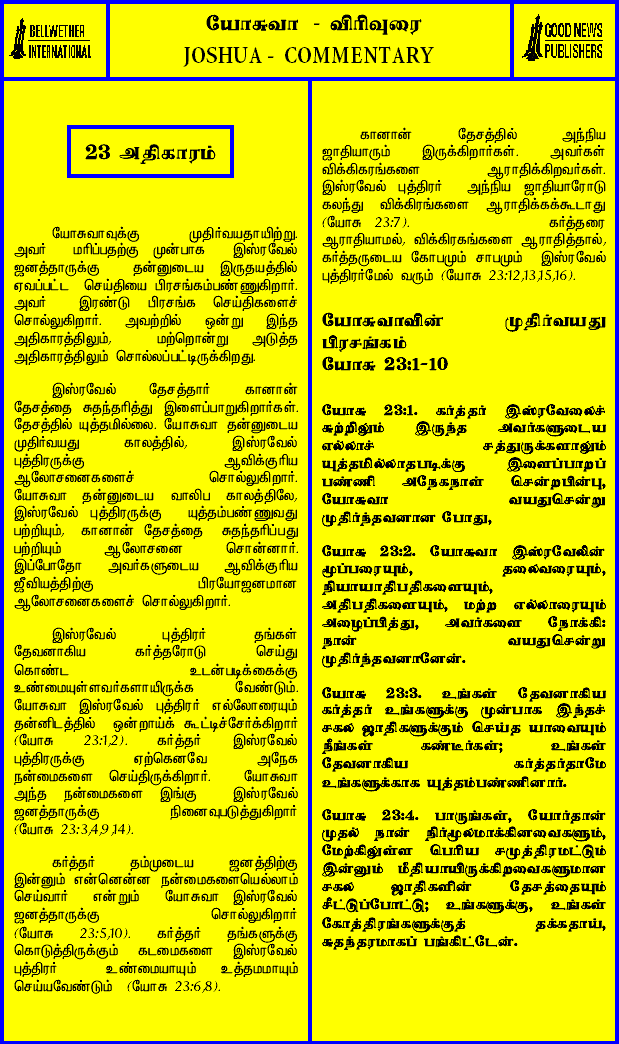 BELLWETHER
INTERNATIONAL
யோசுவா - விரிவுரை
JOSHUA - COMMENTARY
GOOD NEWS
PUBLISHERS
23 அதிகாரம்
யோசுவாவுக்கு முதிர்வயதாயிற்று.
அவர் மரிப்பதற்கு முன்பாக இஸ்ரவேல்
ஜனத்தாருக்கு தன்னுடைய இருதயத்தில்
ஏவப்பட்ட செய்தியை பிரசங்கம்பண்ணுகிறார்.
அவர் இரண்டு பிரசங்க செய்திகளைச்
சொல்லுகிறார். அவற்றில் ஒன்று இந்த
அதிகாரத்திலும், மற்றொன்று அடுத்த
அதிகாரத்திலும் சொல்லப்பட்டிருக்கிறது.
இஸ்ரவேல் தேசத்தார் கானான்
தேசத்தை சுதந்தரித்து இளைப்பாறுகிறார்கள்.
தேசத்தில் யுத்தமில்லை. யோசுவா தன்னுடைய
முதிர்வயது காலத்தில், இஸ்ரவேல்
புத்திரருக்கு ஆவிக்குரிய
ஆலோசனைகளைச் சொல்லுகிறார்.
யோசுவா தன்னுடைய வாலிப காலத்திலே,
இஸ்ரவேல் புத்திரருக்கு யுத்தம்பண்ணுவது
பற்றியும், கானான் தேசத்தை சுதந்தரிப்பது
பற்றியும் ஆலோசனை சொன்னார்.
இப்போதோ அவர்களுடைய ஆவிக்குரிய
ஜீவியத்திற்கு பிரயோஜனமான
ஆலோசனைகளைச் சொல்லுகிறார்.
இஸ்ரவேல் புத்திரர் தங்கள்
தேவனாகிய கர்த்தரோடு செய்து
கொண்ட உடன்படிக்கைக்கு
உண்மையுள்ளவர்களாயிருக்க வேண்டும்.
யோசுவா இஸ்ரவேல் புத்திரர் எல்லோரையும்
தன்னிடத்தில் ஒன்றாய்க் கூட்டிச்சேர்க்கிறார்
(யோசு 23:1,2). கர்த்தர் இஸ்ரவேல்
புத்திரருக்கு ஏற்கெனவே அநேக
நன்மைகளை செய்திருக்கிறார். யோசுவா
அந்த நன்மைகளை இங்கு இஸ்ரவேல்
ஜனத்தாருக்கு நினைவுபடுத்துகிறார்
(யோசு 23:3,4,9,14).
கர்த்தர் தம்முடைய ஜனத்திற்கு
இன்னும் என்னென்ன நன்மைகளையெல்லாம்
செய்வார் என்றும் யோசுவா இஸ்ரவேல்
ஜனத்தாருக்கு சொல்லுகிறார்
(யோசு 23:5,10). கர்த்தர் தங்களுக்கு
கொடுத்திருக்கும் கடமைகளை இஸ்ரவேல்
புத்திரர் உண்மையாயும் உத்தமமாயும்
செய்யவேண்டும் (யோசு 23:6,8).
கானான் தேசத்தில் அந்நிய
ஜாதியாரும் இருக்கிறார்கள். அவர்கள்
விக்கிகரங்களை ஆராதிக்கிறவர்கள்.
இஸ்ரவேல் புத்திரர் அந்நிய ஜாதியாரோடு
கலந்து விக்கிரங்களை ஆராதிக்கக்கூடாது
(யோசு 23:7). கர்த்தரை
ஆராதியாமல், விக்கிரகங்களை ஆராதித்தால்,
கர்த்தருடைய கோபமும் சாபமும் இஸ்ரவேல்
புத்திரர்மேல் வரும் (யோசு 23:12,13,15,16).
யோசுவாவின் முதிர்வயது
பிரசங்கம்
யோசு 23:1-10
யோசு 23:1. கர்த்தர் இஸ்ரவேலைச்
சுற்றிலும் இருந்த அவர்களுடைய
எல்லாச் சத்துருக்களாலும்
யுத்தமில்லாதபடிக்கு இளைப்பாறப்
பண்ணி அநேகநாள் சென்றபின்பு,
யோசுவா வயதுசென்று
முதிர்ந்தவனான போது,
யோசு 23:2. யோசுவா இஸ்ரவேலின்
மூப்பரையும், தலைவரையும்,
நியாயாதிபதிகளையும்,
அதிபதிகளையும், மற்ற எல்லாரையும்
அழைப்பித்து, அவர்களை நோக்கி:
நான் வயதுசென்று
முதிர்ந்தவனானேன்.
யோசு 23:3. உங்கள் தேவனாகிய
கர்த்தர் உங்களுக்கு முன்பாக இந்தச்
சகல ஜாதிகளுக்கும் செய்த யாவையும்
நீங்கள் கண்டீர்கள்; உங்கள்
தேவனாகிய கர்த்தர்தாமே
உங்களுக்காக யுத்தம்பண்ணினார்.
யோசு 23:4. பாருங்கள், யோர்தான்
முதல் நான் நிர்மூலமாக்கினவைகளும்,
மேற்கிலுள்ள பெரிய சமுத்திரமட்டும்
இன்னும் மீதியாயிருக்கிறவைகளுமான
சகல ஜாதிகளின் தேசத்தையும்
சீட்டுப்போட்டு; உங்களுக்கு, உங்கள்
கோத்திரங்களுக்குத் தக்கதாய்,
சுதந்தரமாகப் பங்கிட்டேன்.